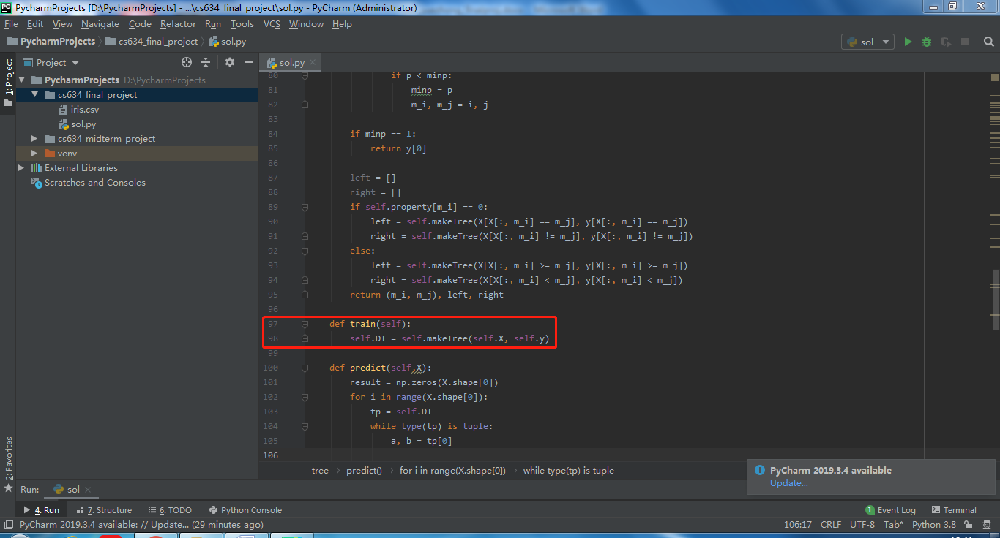 PycharmProjects [D:\PycharmProjects] - ...\cs634_final_project\sol.py - PyCharm (Administrator)
File Edit View Navigate Code Refactor Run Tools VCS Window Help
PycharmProjects cs634_final_project sol.py
sol
1: Project
Project
sol.py
PycharmProjects D:\PycharmProjects
cs634_final_project
iris.csv
sol.py
cs634_midterm_project
venv
External Libraries
Scratches and Consoles
80 if p < minp:
81 minp = p
82 m_i, m_j = i, j
83
84 if minp == 1:
85 return y[0]
86
87 left = []
88 right = []
89 if self.property[m_i] == 0:
90 left = self.makeTree(X[X[:, m_i] == m_j], y[X[:, m_i] == m_j])
91 right = self.makeTree(X[X[:, m_i] != m_j], y[X[:, m_i] != m_j])
92 else:
93 left = self.makeTree(X[X[:, m_i] >= m_j], y[X[:, m_i] >= m_j])
94 right = self.makeTree(X[X[:, m_i] < m_j], y[X[:, m_i] < m_j])
95 return (m_i, m_j), left, right
96
97 def train(self):
98 self.DT = self.makeTree(self.X, self.y)
99
100 def predict(self,X):
101 result = np.zeros(X.shape[0])
102 for i in range(X.shape[0]):
103 tp = self.DT
104 while type(tp) is tuple:
105 a, b = tp[0]
106
tree predict() for i in range(X.shape[0]) while type(tp) is tuple
PyCharm 2019.3.4 available
Update...
2: Favorites
Run: sol
4: Run 7: Structure 6: TODO Python Console 1 Event Log Terminal
PyCharm 2019.3.4 available: // Update... (29 minutes ago) 106:17 CRLF UTF-8 Tab* Python 3.8